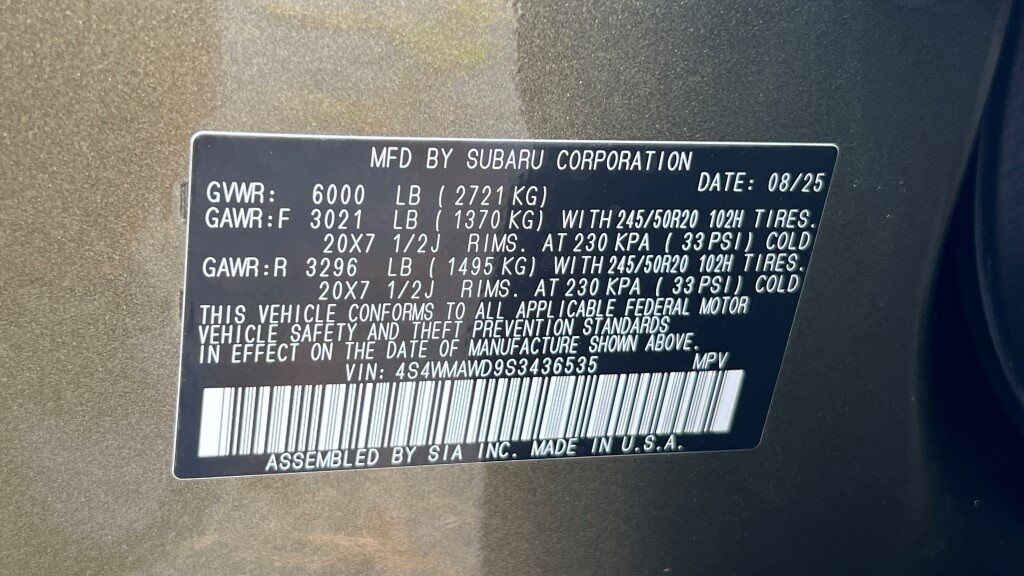 MFD BY SUBARU CORPORATION
DATE: 08/25
GVWR: 6000 LB ( 2721KG)
GAWR:F 3021 LB ( 1370 KG) WITH 245/50R20 102H TIRES.
20X7 1/2J RIMS. AT 230 KPA ( 33 PSI) COLD
GAWR:R 3296 LB ( 1495 KG) WITH 245/50R20 102H TIRES.
20X7 1/2J RIMS. AT 230 KPA ( 33 PSI) COLD
THIS VEHICLE CONFORMS TO ALL APPLICABLE FEDERAL MOTOR
VEHICLE SAFETY AND THEFT PREVENTION STANDARDS
IN EFFECT ON THE DATE OF MANUFACTURE SHOWN ABOVE.
VIN: 4S4WMAWD9S3436535 MPV
ASSEMBLED BY SIA INC. MADE IN U.S.A.